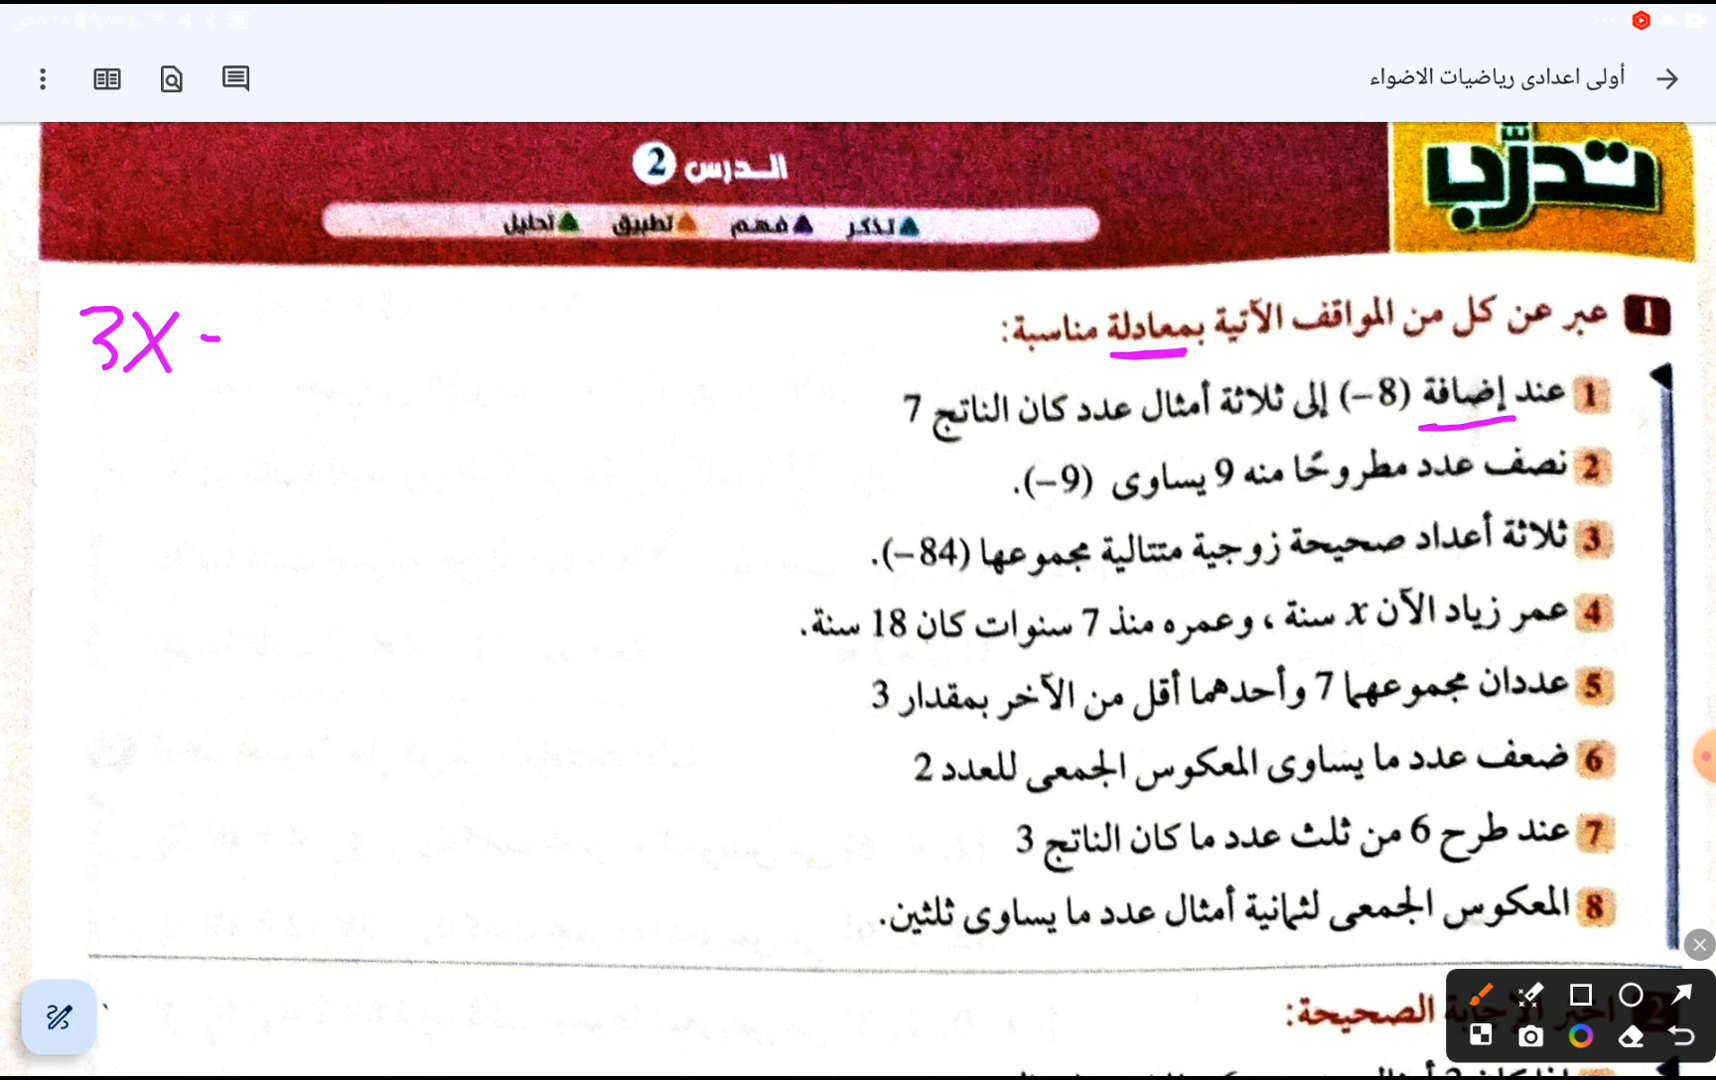 أولى اعدادى رياضيات الاضواء
تدرب
الدرس 2
تذكر فهم تطبيق تحليل
1 عبر عن كل من المواقف الآتية بمعادلة مناسبة:
3X -
1 عند إضافة (8−) إلى ثلاثة أمثال عدد كان الناتج 7
2 نصف عدد مطروحًا منه 9 يساوى (9−).
3 ثلاثة أعداد صحيحة زوجية متتالية مجموعها (84−).
4 عمر زياد الآن x سنة ، وعمره منذ 7 سنوات كان 18 سنة.
5 عددان مجموعهما 7 وأحدهما أقل من الآخر بمقدار 3
6 ضعف عدد ما يساوى المعكوس الجمعى للعدد 2
7 عند طرح 6 من ثلث عدد ما كان الناتج 3
8 المعكوس الجمعى لثمانية أمثال عدد ما يساوى ثلثين.
2 اختر الإجابة الصحيحة: